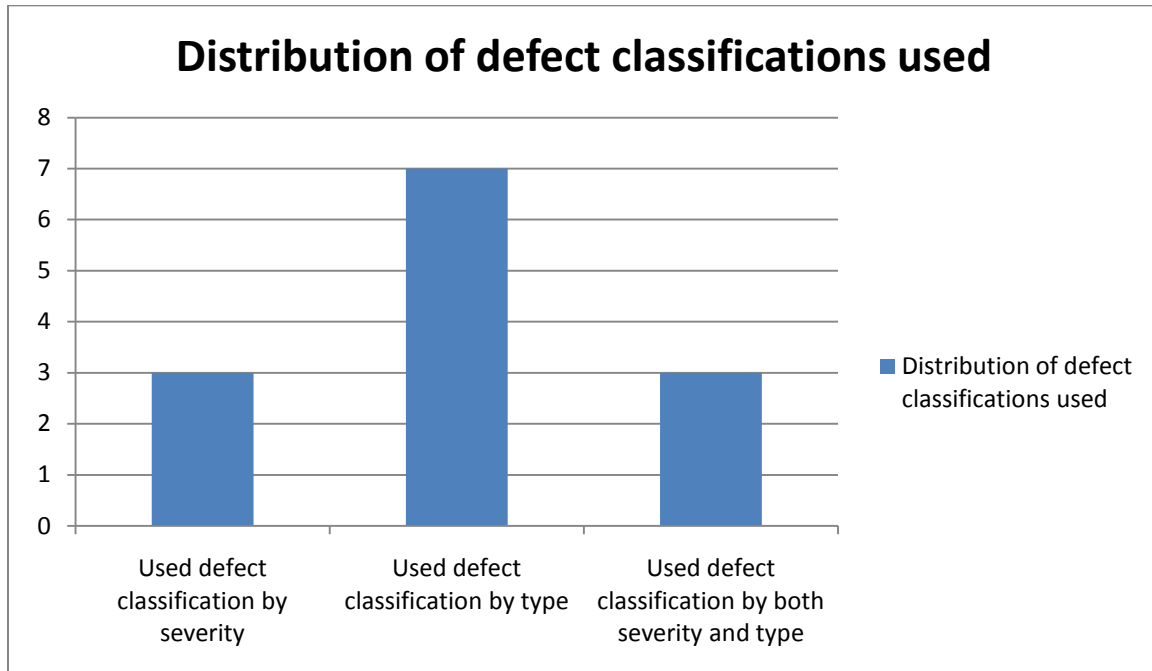 Distribution of defect classifications used
8
7
6
5
4
3
2
1
0
Used defect
classification by
severity
Used defect
classification by type
Used defect
classification by both
severity and type
Distribution of defect
classifications used